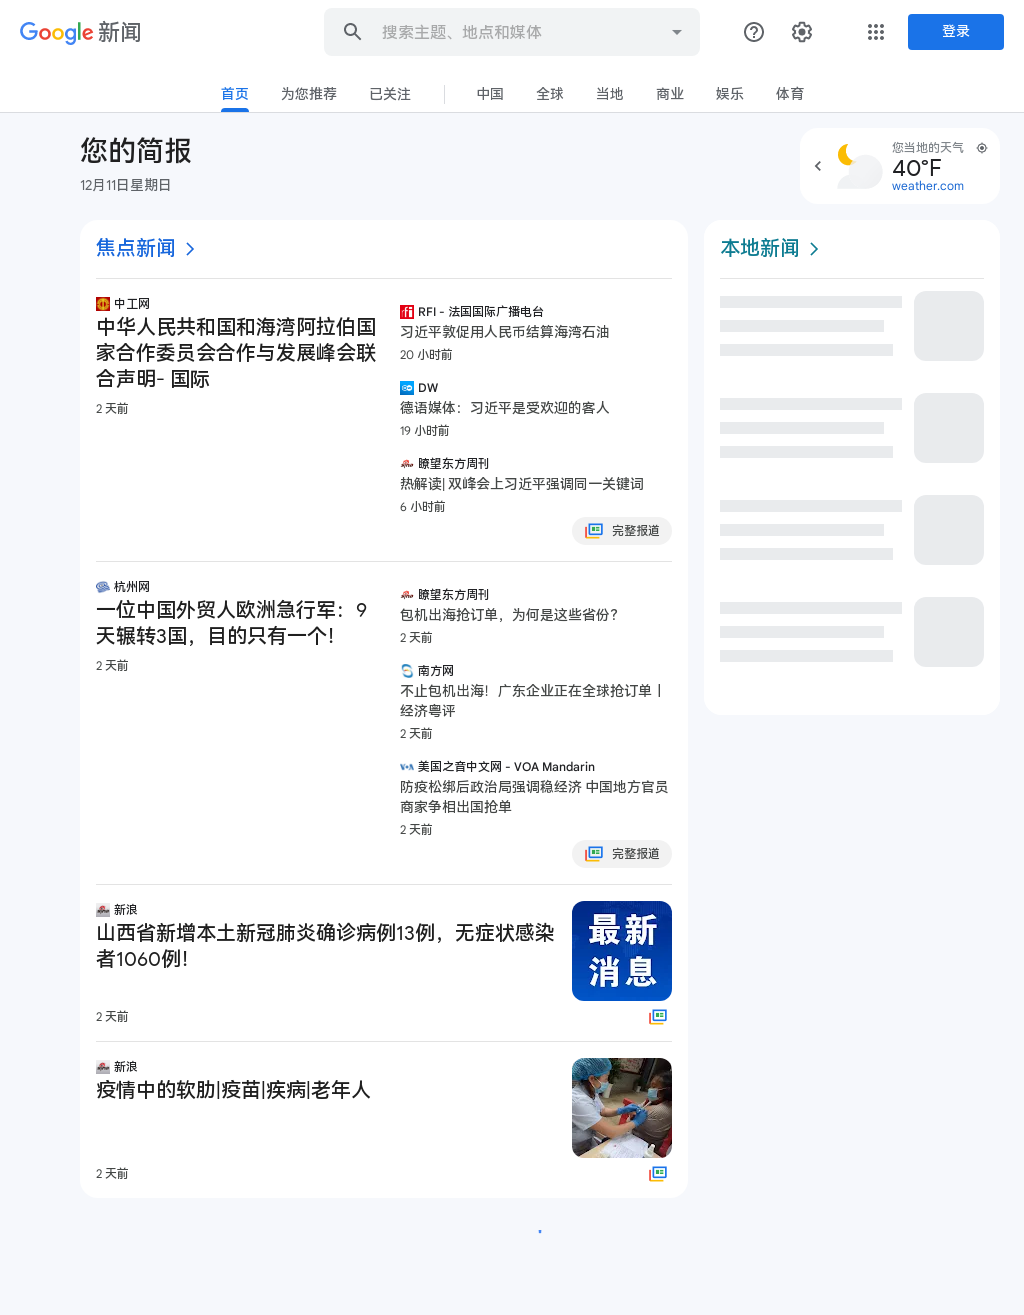 Google 新闻
搜索主题、地点和媒体
登录
首页
为您推荐
已关注
中国
全球
当地
商业
娱乐
体育
您的简报
12月11日星期日
您当地的天气
40°F
weather.com
焦点新闻
中工网
中华人民共和国和海湾阿拉伯国
家合作委员会合作与发展峰会联
合声明- 国际
2 天前
RFI - 法国国际广播电台
习近平敦促用人民币结算海湾石油
20 小时前
DW
德语媒体：习近平是受欢迎的客人
19 小时前
瞭望东方周刊
热解读| 双峰会上习近平强调同一关键词
6 小时前
完整报道
杭州网
一位中国外贸人欧洲急行军：9
天辗转3国，目的只有一个！
2 天前
瞭望东方周刊
包机出海抢订单，为何是这些省份？
2 天前
南方网
不止包机出海！广东企业正在全球抢订单丨
经济粤评
2 天前
美国之音中文网 - VOA Mandarin
防疫松绑后政治局强调稳经济 中国地方官员
商家争相出国抢单
2 天前
完整报道
新浪
山西省新增本土新冠肺炎确诊病例13例，无症状感染
者1060例！
2 天前
最新
消息
新浪
疫情中的软肋|疫苗|疾病|老年人
2 天前
本地新闻